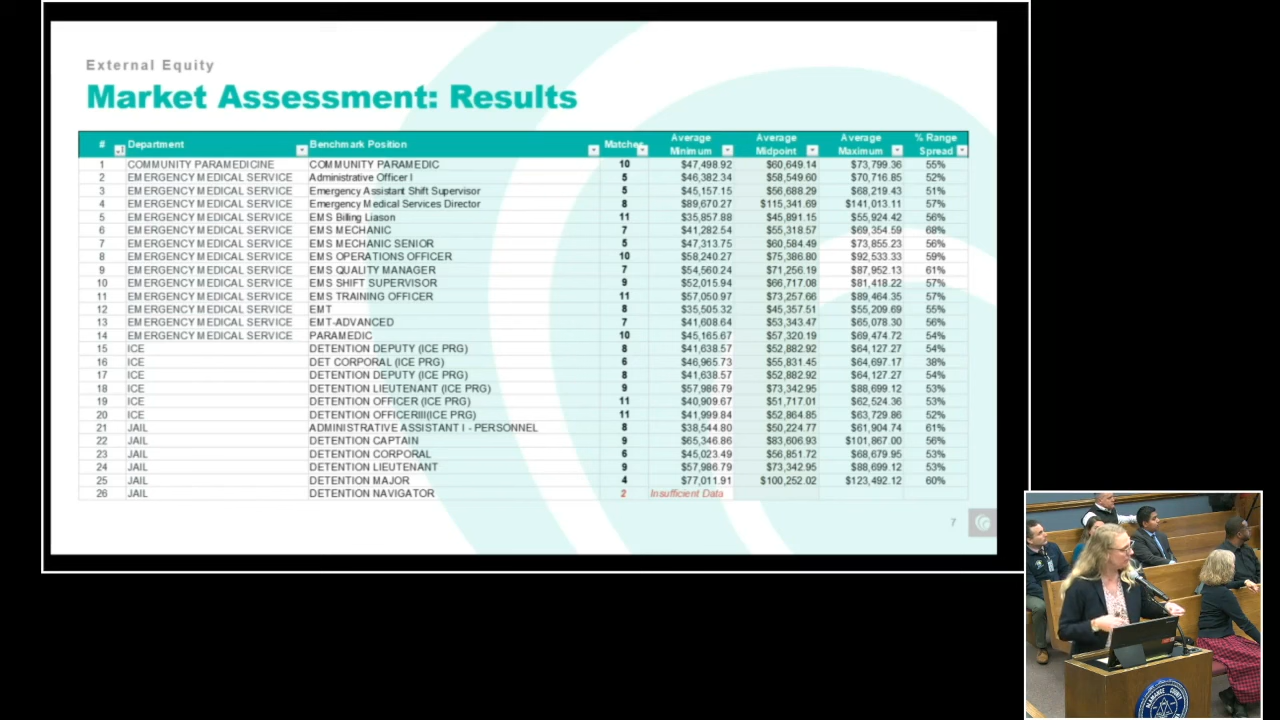 External Equity
Market Assessment: Results
# Department Benchmark Position Matches Average Minimum Average Midpoint Average Maximum % Range Spread
1 COMMUNITY PARAMEDICINE COMMUNITY PARAMEDIC 10 $47,498.92 $60,649.14 $73,799.36 55%
2 EMERGENCY MEDICAL SERVICE Administrative Officer I 5 $46,382.34 $58,549.60 $70,716.85 52%
3 EMERGENCY MEDICAL SERVICE Emergency Assistant Shift Supervisor 5 $45,157.15 $56,688.29 $68,219.43 51%
4 EMERGENCY MEDICAL SERVICE Emergency Medical Services Director 8 $89,670.27 $115,341.69 $141,013.11 57%
5 EMERGENCY MEDICAL SERVICE EMS Billing Liason 11 $35,857.88 $45,891.15 $55,924.42 56%
6 EMERGENCY MEDICAL SERVICE EMS MECHANIC 7 $41,282.54 $55,318.57 $69,354.59 68%
7 EMERGENCY MEDICAL SERVICE EMS MECHANIC SENIOR 5 $47,313.75 $60,584.49 $73,855.23 56%
8 EMERGENCY MEDICAL SERVICE EMS OPERATIONS OFFICER 10 $58,240.27 $75,386.80 $92,533.33 59%
9 EMERGENCY MEDICAL SERVICE EMS QUALITY MANAGER 7 $54,560.24 $71,256.19 $87,952.13 61%
10 EMERGENCY MEDICAL SERVICE EMS SHIFT SUPERVISOR 9 $52,015.94 $66,717.08 $81,418.22 57%
11 EMERGENCY MEDICAL SERVICE EMS TRAINING OFFICER 11 $57,050.97 $73,257.66 $89,464.35 57%
12 EMERGENCY MEDICAL SERVICE EMT 8 $35,505.32 $45,357.51 $55,209.69 55%
13 EMERGENCY MEDICAL SERVICE EMT-ADVANCED 7 $41,608.64 $53,343.47 $65,078.30 56%
14 EMERGENCY MEDICAL SERVICE PARAMEDIC 10 $45,165.67 $57,320.19 $69,474.72 54%
15 ICE DETENTION DEPUTY (ICE PRG) 8 $41,638.57 $52,882.92 $64,127.27 54%
16 ICE DET CORPORAL (ICE PRG) 6 $46,965.73 $55,831.45 $64,697.17 38%
17 ICE DETENTION DEPUTY (ICE PRG) 8 $41,638.57 $52,882.92 $64,127.27 54%
18 ICE DETENTION LIEUTENANT (ICE PRG) 9 $57,986.79 $73,342.95 $88,699.12 53%
19 ICE DETENTION OFFICER (ICE PRG) 11 $40,909.67 $51,717.01 $62,524.36 53%
20 ICE DETENTION OFFICERIII(ICE PRG) 11 $41,999.84 $52,864.85 $63,729.86 52%
21 JAIL ADMINISTRATIVE ASSISTANT I - PERSONNEL 8 $38,544.80 $50,224.77 $61,904.74 61%
22 JAIL DETENTION CAPTAIN 9 $65,346.86 $83,606.93 $101,867.00 56%
23 JAIL DETENTION CORPORAL 6 $45,023.49 $56,851.72 $68,679.95 53%
24 JAIL DETENTION LIEUTENANT 9 $57,986.79 $73,342.95 $88,699.12 53%
25 JAIL DETENTION MAJOR 4 $77,011.91 $100,252.02 $123,492.12 60%
26 JAIL DETENTION NAVIGATOR 2 Insufficient Data
7